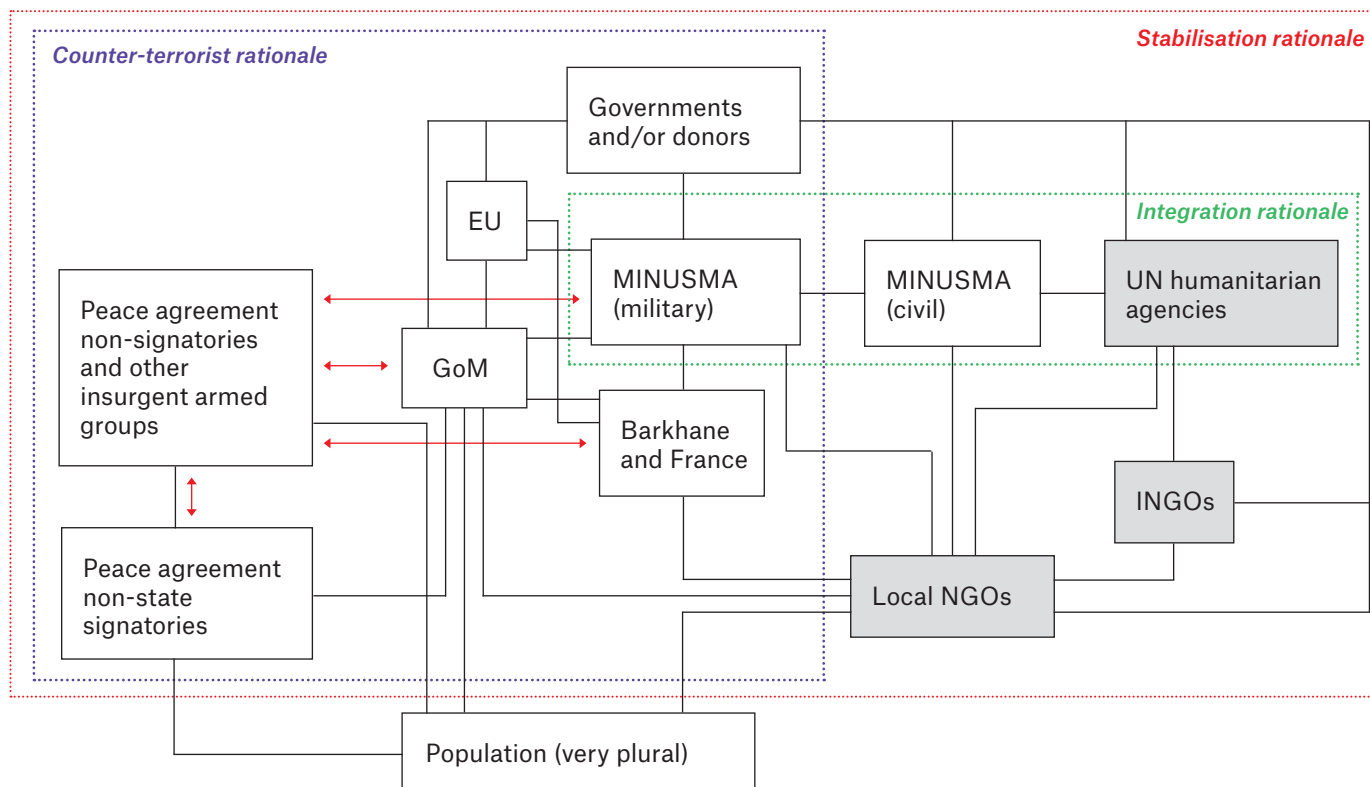 Stabilisation rationale
Counter-terrorist rationale
Governments
and/or donors
EU
Integration rationale
MINUSMA
(military)
MINUSMA
(civil)
UN humanitarian
agencies
Peace agreement
non-signatories
and other
insurgent armed
groups
GoM
Barkhane
and France
INGOs
Peace agreement
non-state
signatories
Local NGOs
Population (very plural)